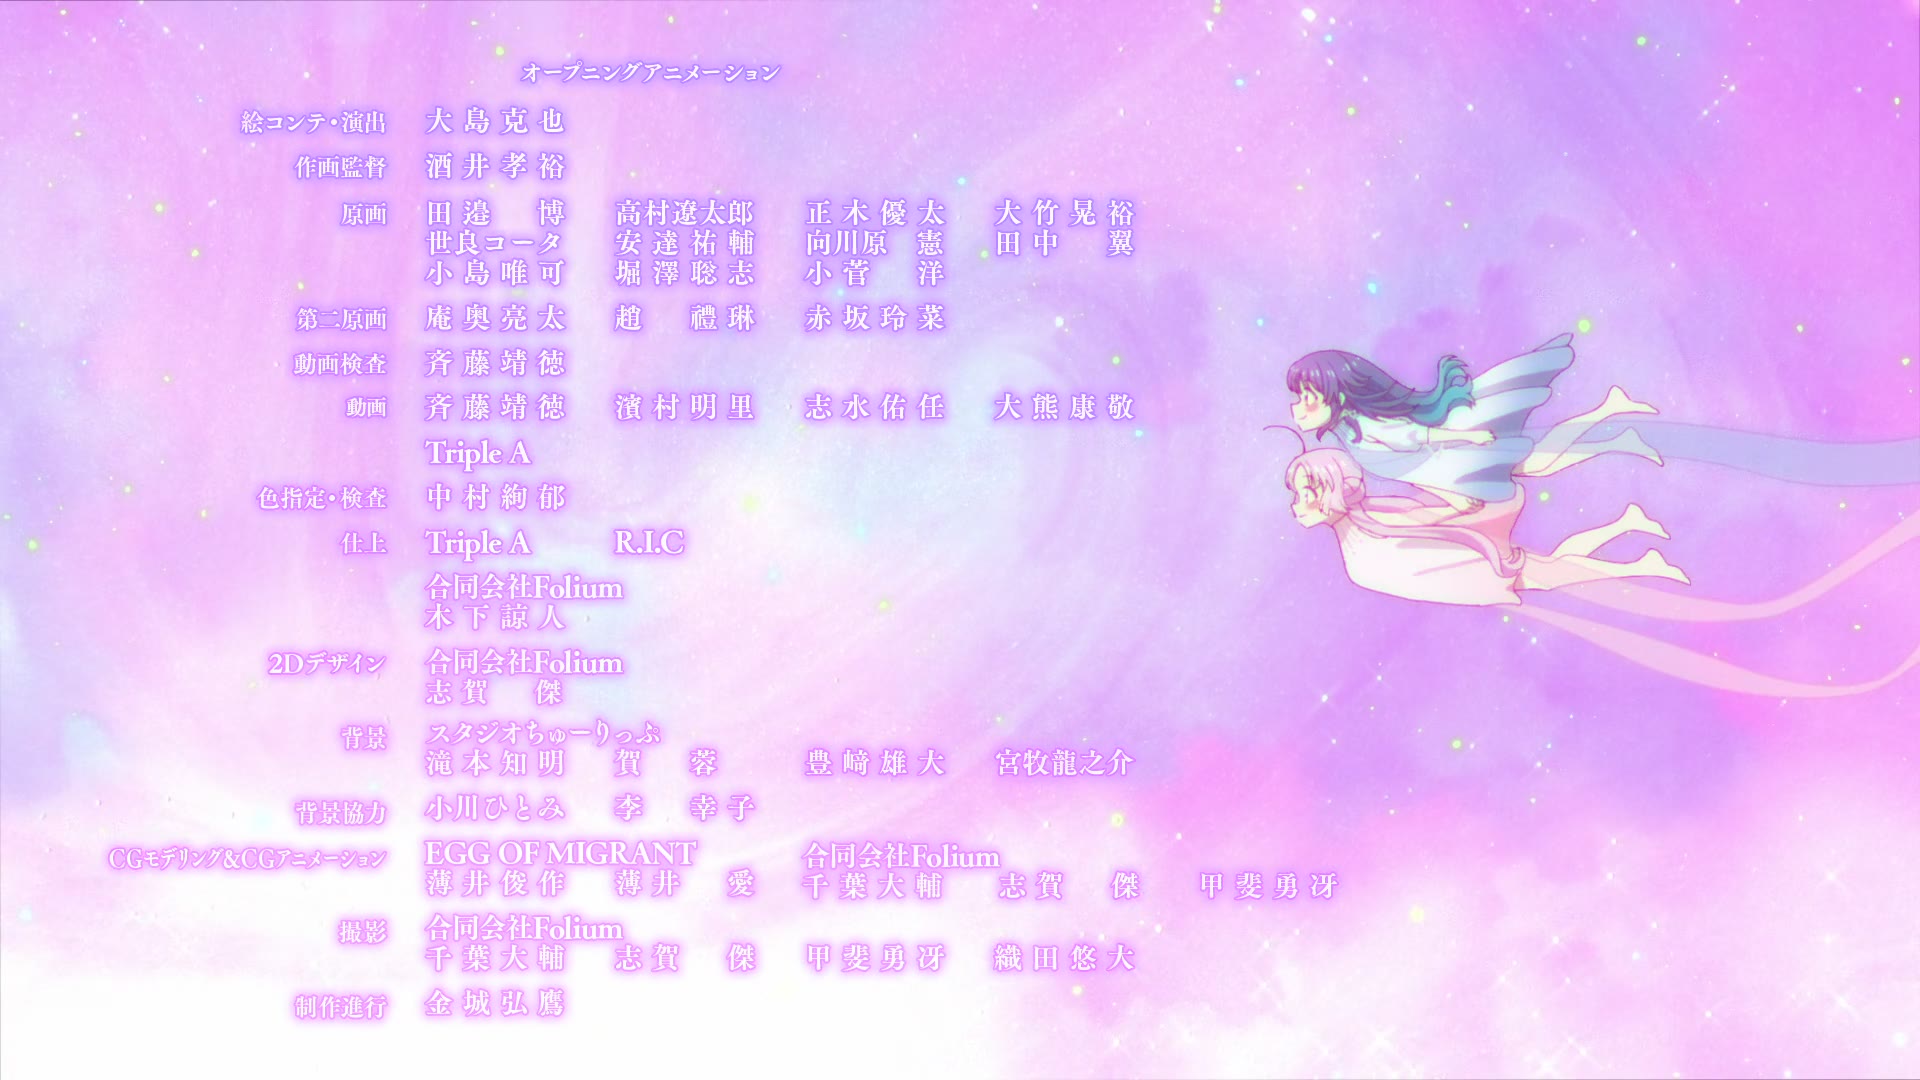 オープニングアニメーション
絵コンテ・演出 大島克也
作画監督 酒井孝裕
原画 田邉 博 高村遼太郎 正木優太 大竹晃裕
世良コータ 安達祐輔 向川原 憲 田中 翼
小島唯可 堀澤聡志 小菅 洋
第二原画 庵奥亮太 趙 禮琳 赤坂玲菜
動画検査 斉藤靖徳
動画 斉藤靖徳 濱村明里 志水佑任 大熊康敬
Triple A
色指定・検査 中村絢郁
仕上 Triple A R.I.C
合同会社Folium
木下諒人
2Dデザイン 合同会社Folium
志賀 傑
背景 スタジオちゅーりっぷ
滝本知明 賀 蓉 豊﨑雄大 宮牧龍之介
背景協力 小川ひとみ 李 幸子
CGモデリング&CGアニメーション EGG OF MIGRANT 合同会社Folium
薄井俊作 薄井 愛 千葉大輔 志賀 傑 甲斐勇冴
撮影 合同会社Folium
千葉大輔 志賀 傑 甲斐勇冴 織田悠大
制作進行 金城弘鷹